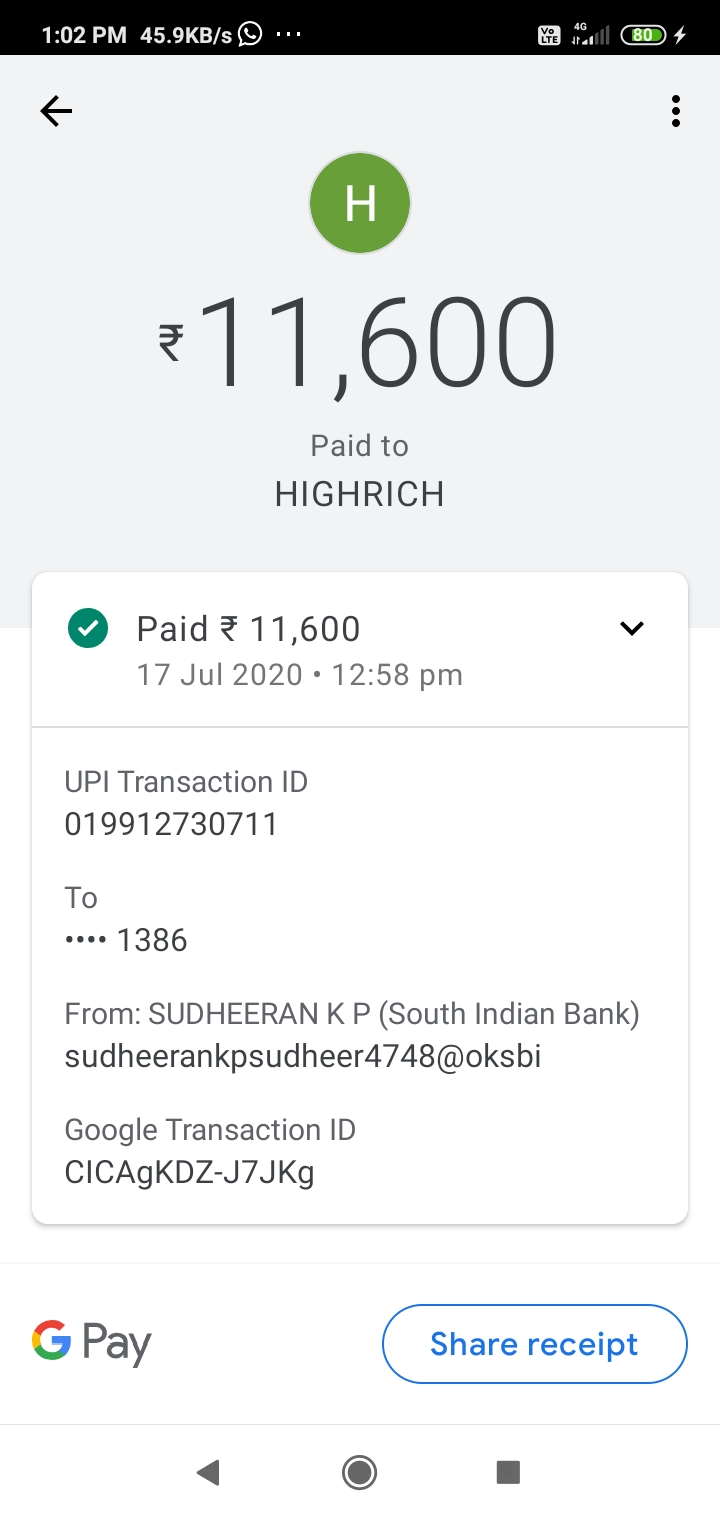 1:02 PM 45.9KB/s ... Vo LTE 4G 80
H
₹11,600
Paid to
HIGHRICH
Paid ₹ 11,600
17 Jul 2020 • 12:58 pm
UPI Transaction ID
019912730711
To
•••• 1386
From: SUDHEERAN K P (South Indian Bank)
sudheerankpsudheer4748@oksbi
Google Transaction ID
CICAgKDZ-J7JKg
G Pay
Share receipt